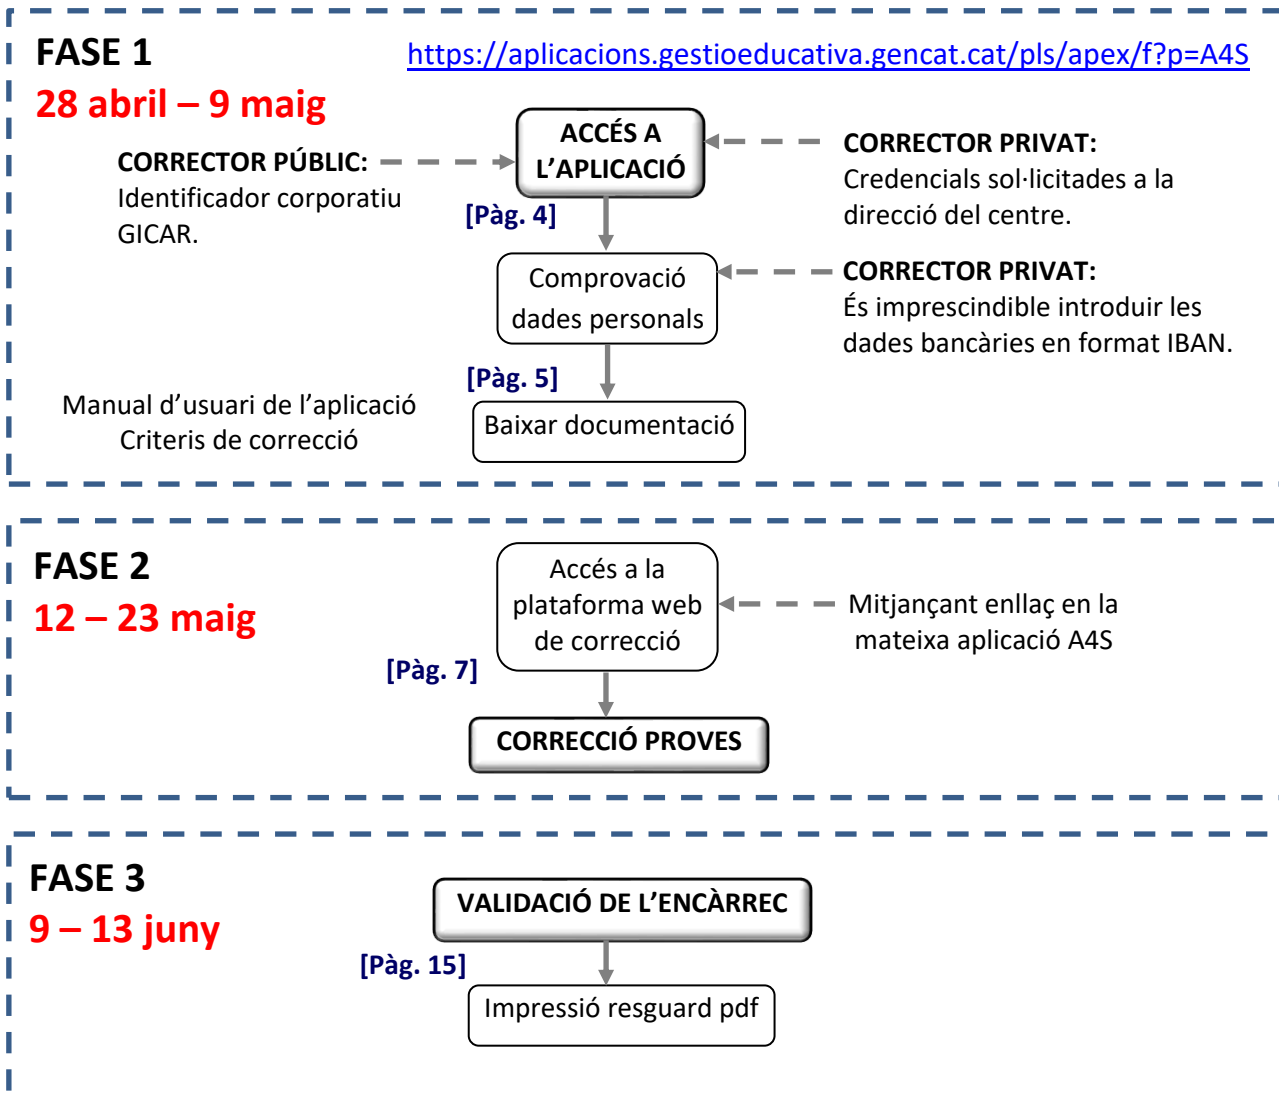 FASE 1
https://aplicacions.gestioeducativa.gencat.cat/pls/apex/f?p=A4S
28 abril – 9 maig
ACCÉS A
L’APLICACIÓ
CORRECTOR PÚBLIC:
Identificador corporatiu
GICAR.
CORRECTOR PRIVAT:
Credencials sol·licitades a la
direcció del centre.
[Pàg. 4]
Comprovació
dades personals
CORRECTOR PRIVAT:
És imprescindible introduir les
dades bancàries en format IBAN.
[Pàg. 5]
Manual d’usuari de l’aplicació
Criteris de correcció
Baixar documentació
FASE 2
12 – 23 maig
Accés a la
plataforma web
de correcció
Mitjançant enllaç en la
mateixa aplicació A4S
[Pàg. 7]
CORRECCIÓ PROVES
FASE 3
9 – 13 juny
VALIDACIÓ DE L’ENCÀRREC
[Pàg. 15]
Impressió resguard pdf